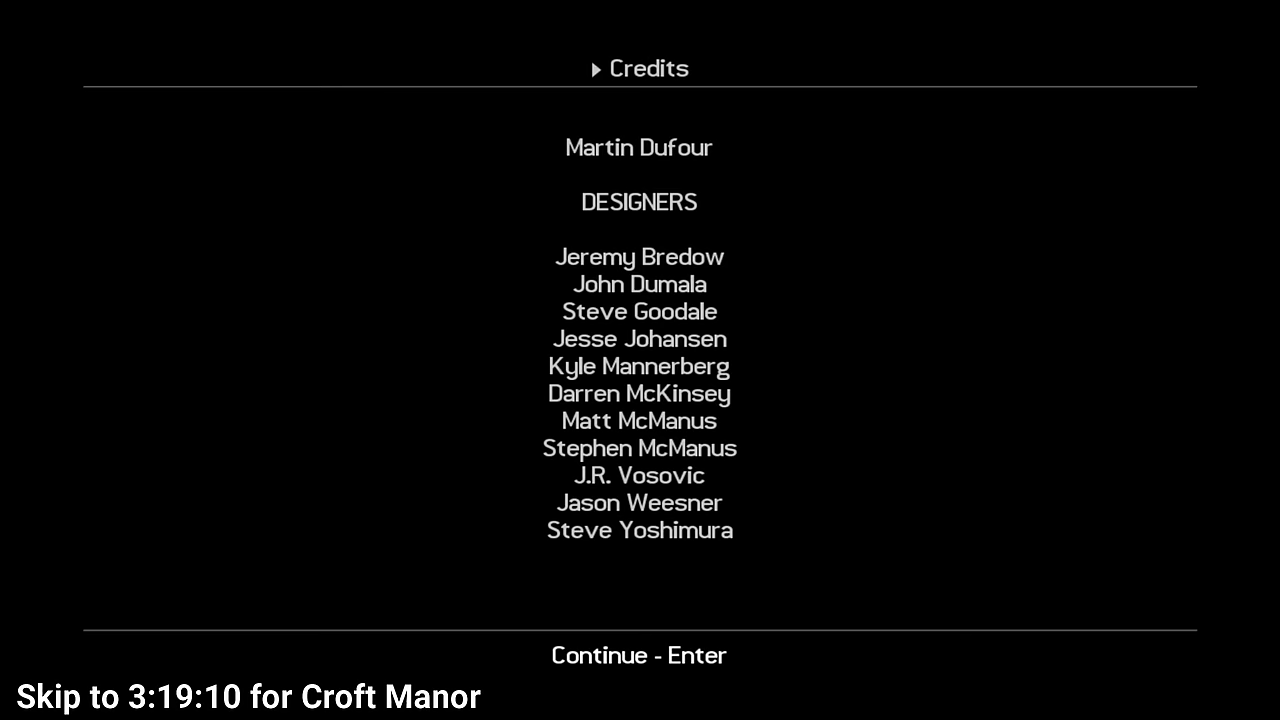 Credits
Martin Dufour
DESIGNERS
Jeremy Bredow
John Dumala
Steve Goodale
Jesse Johansen
Kyle Mannerberg
Darren McKinsey
Matt McManus
Stephen McManus
J.R. Vosovic
Jason Weesner
Steve Yoshimura
Continue - Enter
Skip to 3:19:10 for Croft Manor